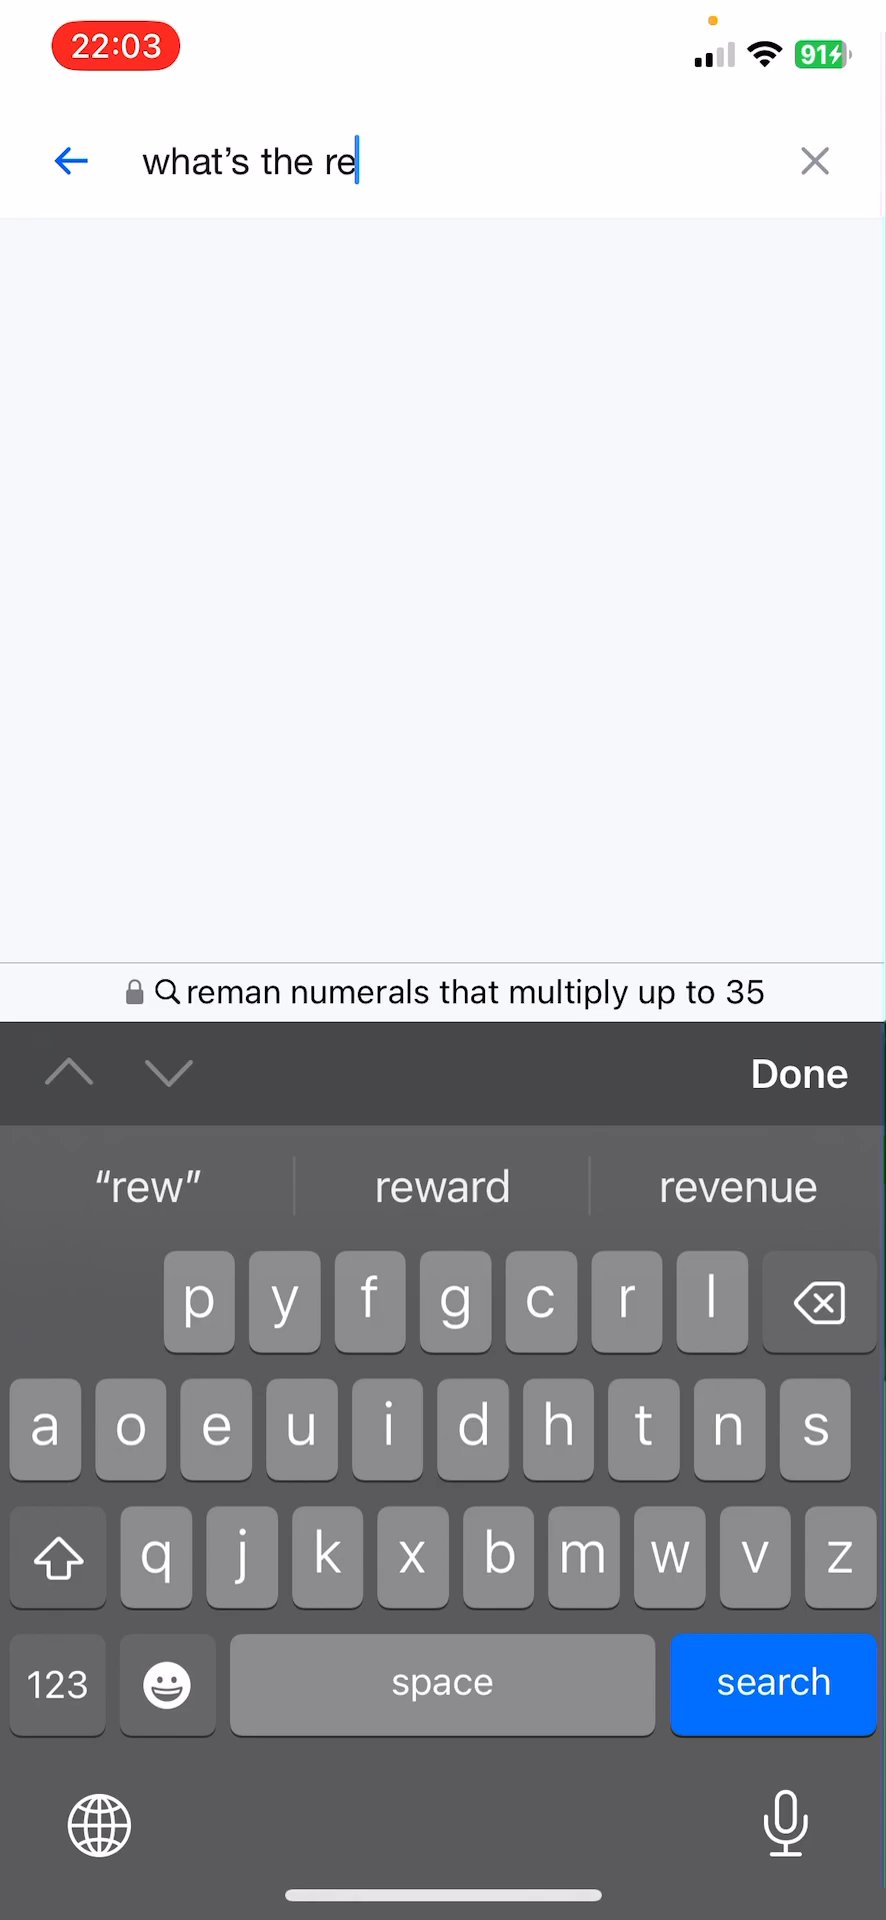 22:03
91
what’s the re
reman numerals that multiply up to 35
Done
“rew” reward revenue
p y f g c r l
a o e u i d h t n s
q j k x b m w v z
123 space search